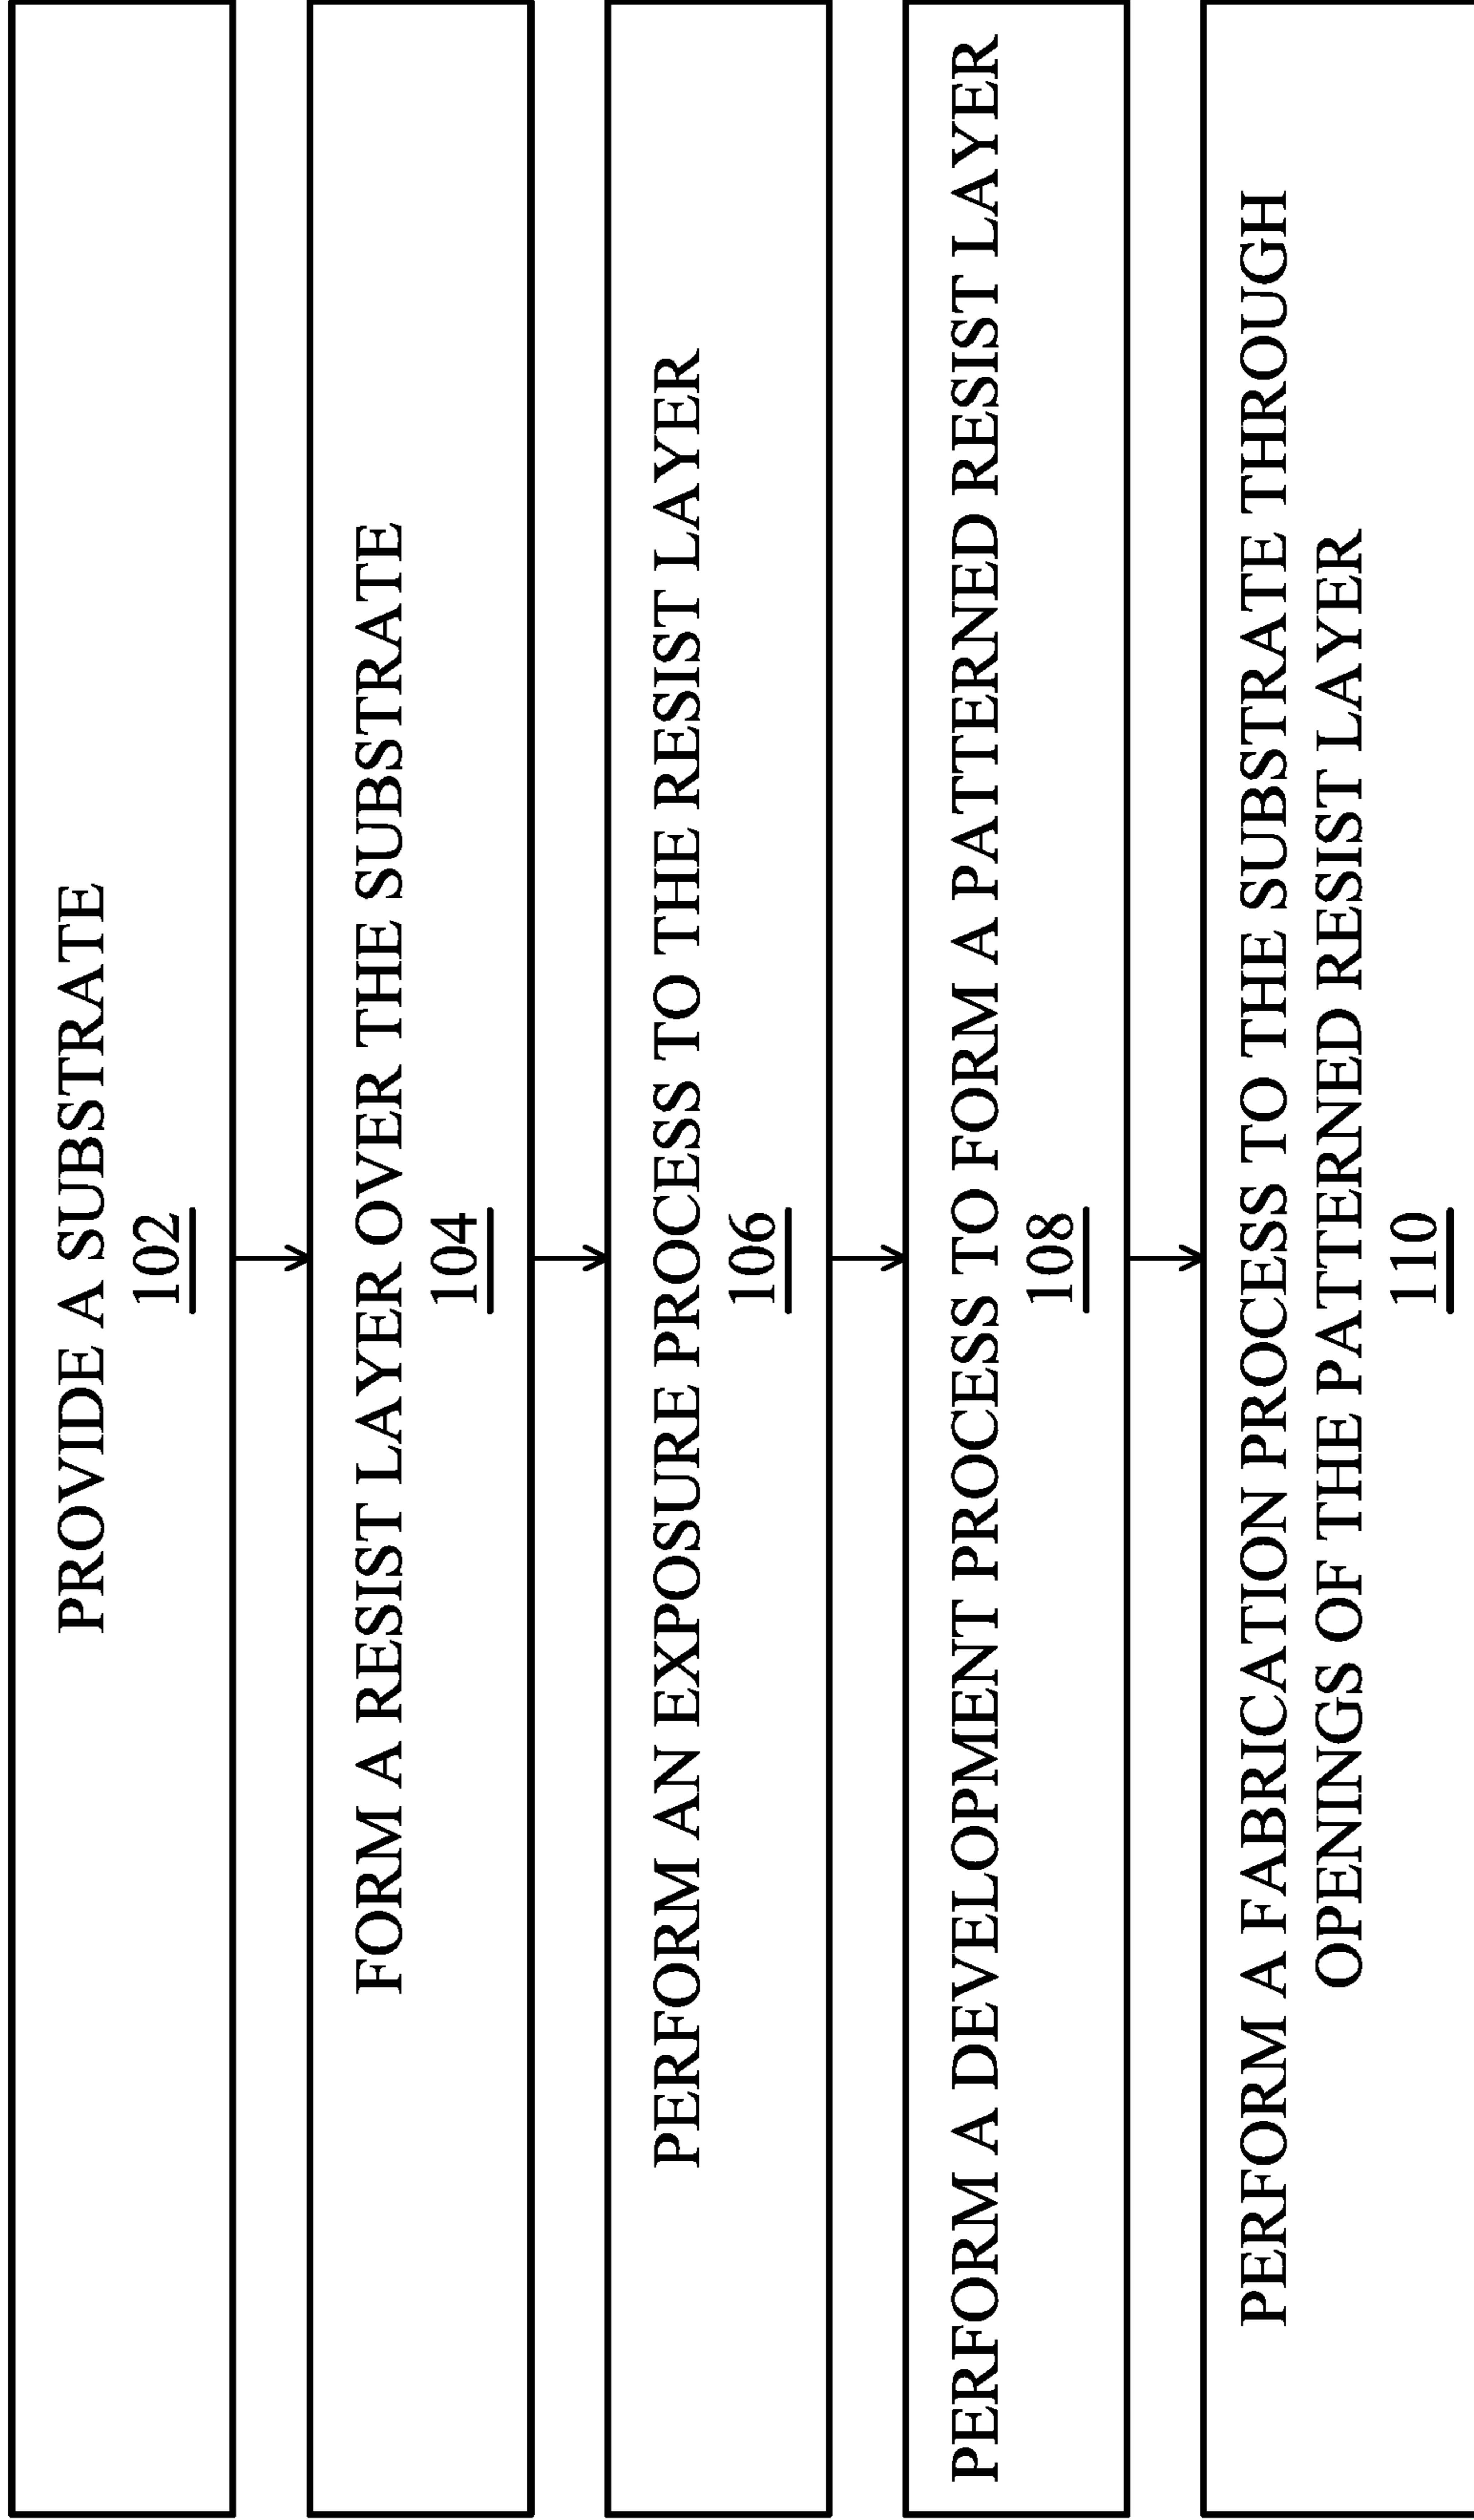 PROVIDE A SUBSTRATE
102
FORM A RESIST LAYER OVER THE SUBSTRATE
104
PERFORM AN EXPOSURE PROCESS TO THE RESIST LAYER
106
PERFORM A DEVELOPMENT PROCESS TO FORM A PATTERNED RESIST LAYER
108
PERFORM A FABRICATION PROCESS TO THE SUBSTRATE THROUGH
OPENINGS OF THE PATTERNED RESIST LAYER
110